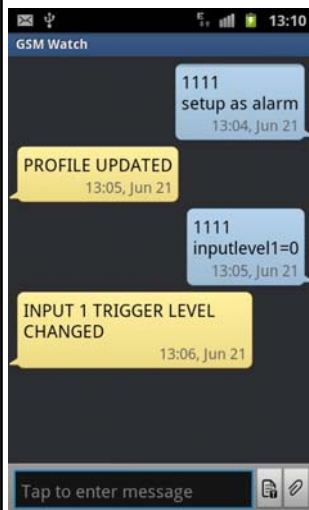 13:10
GSM Watch
1111
setup as alarm
13:04, Jun 21
PROFILE UPDATED
13:05, Jun 21
1111
inputlevel1=0
13:05, Jun 21
INPUT 1 TRIGGER LEVEL
CHANGED
13:06, Jun 21
Tap to enter message